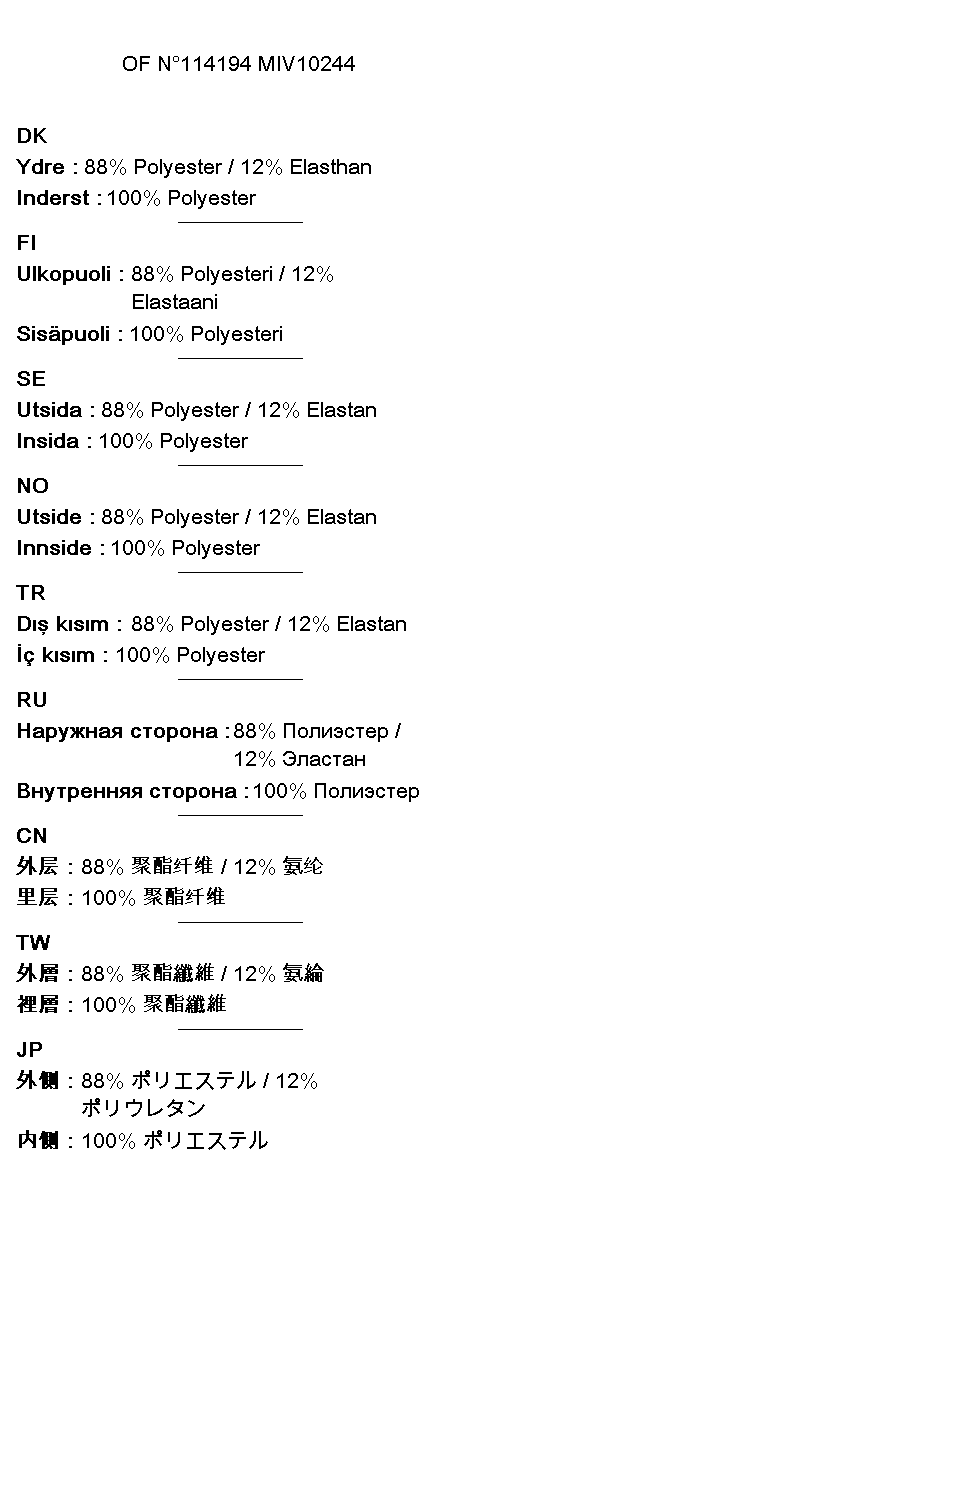 OF N°114194 MIV10244
DK
Ydre : 88% Polyester / 12% Elasthan
Inderst : 100% Polyester
FI
Ulkopuoli : 88% Polyesteri / 12%
Elastaani
Sisäpuoli : 100% Polyesteri
SE
Utsida : 88% Polyester / 12% Elastan
Insida : 100% Polyester
NO
Utside : 88% Polyester / 12% Elastan
Innside : 100% Polyester
TR
Dış kısım : 88% Polyester / 12% Elastan
İç kısım : 100% Polyester
RU
Наружная сторона : 88% Полиэстер /
12% Эластан
Внутренняя сторона : 100% Полиэстер
CN
外层 : 88% 聚酯纤维 / 12% 氨纶
里层 : 100% 聚酯纤维
TW
外層 : 88% 聚酯纖維 / 12% 氨綸
裡層 : 100% 聚酯纖維
JP
外側 : 88% ポリエステル / 12%
ポリウレタン
内側 : 100% ポリエステル